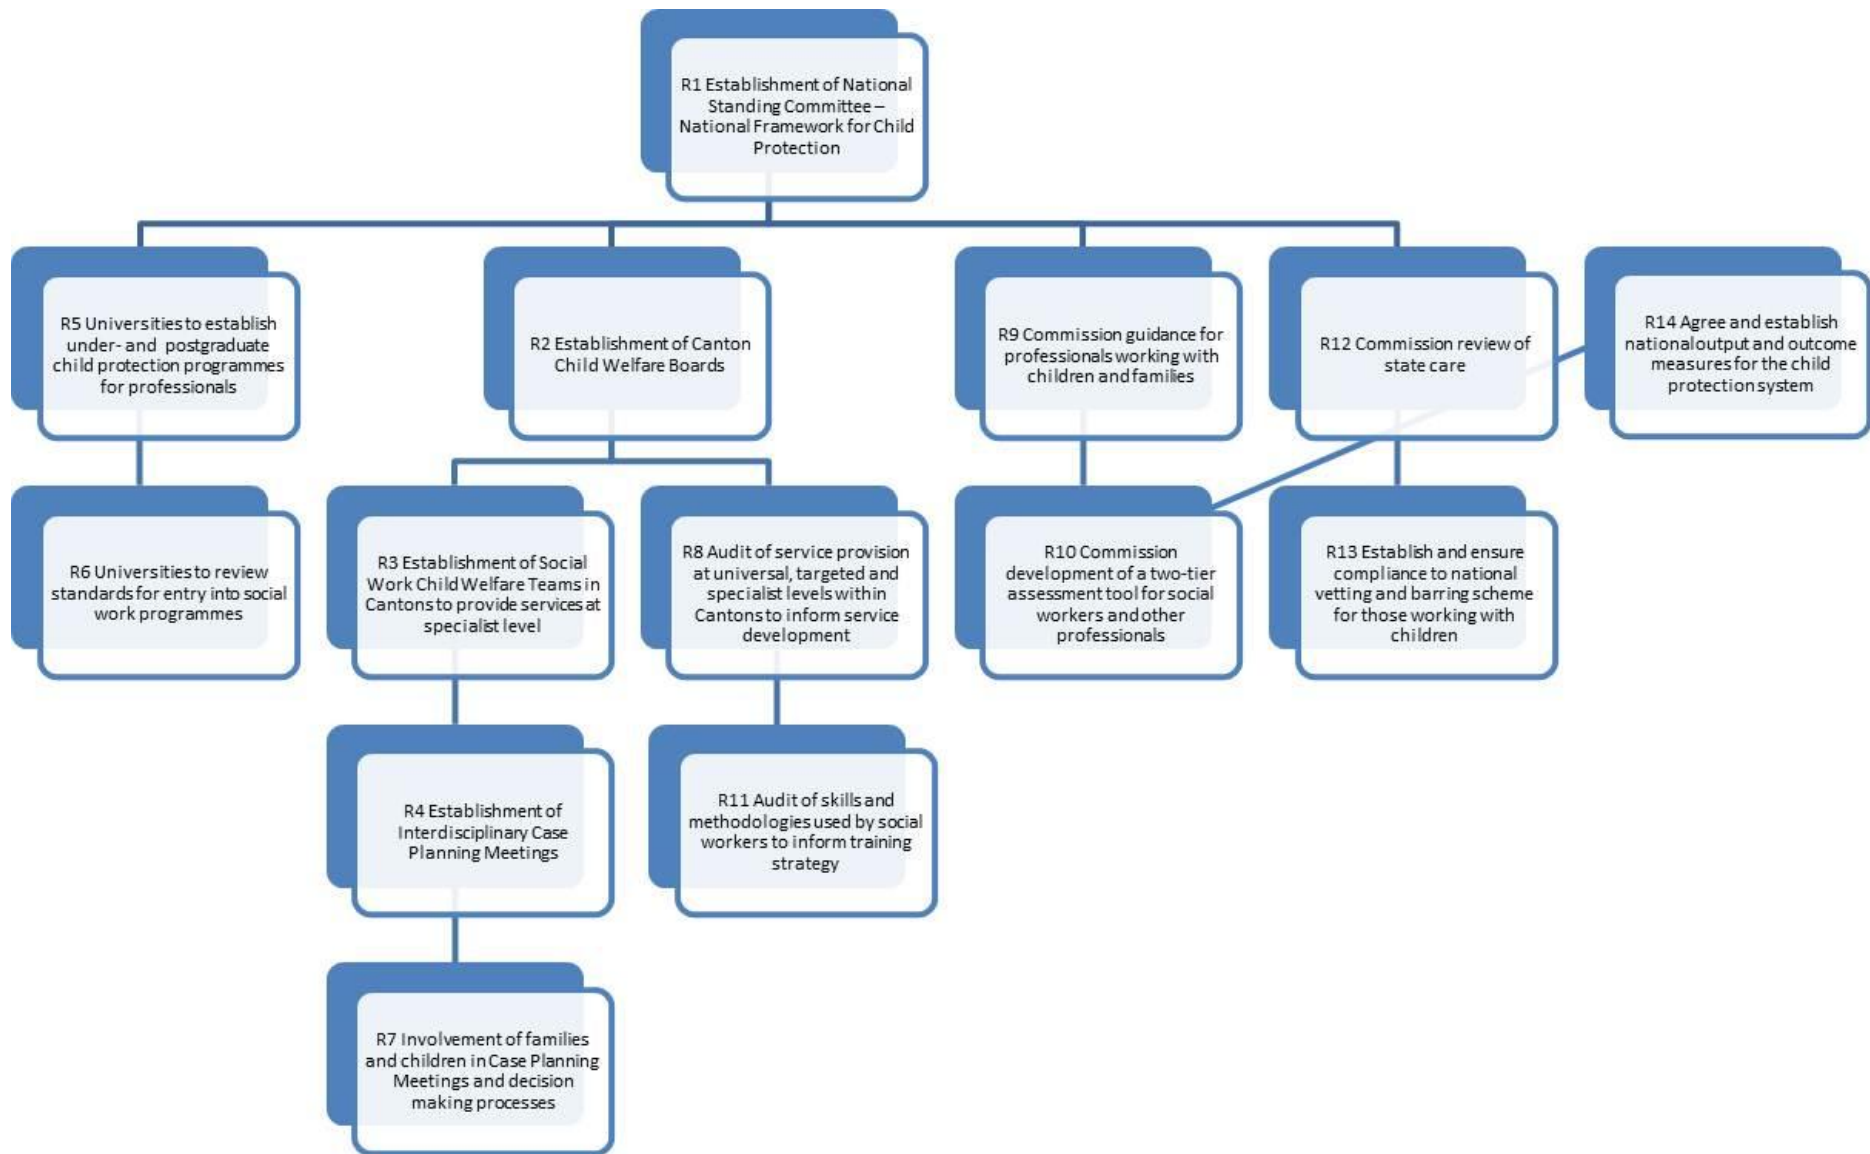 R1 Establishment of National
Standing Committee –
National Framework for Child
Protection
R5 Universities to establish
under- and postgraduate
child protection programmes
for professionals
R2 Establishment of Canton
Child Welfare Boards
R9 Commission guidance for
professionals working with
children and families
R12 Commission review of
state care
R14 Agree and establish
national output and outcome
measures for the child
protection system
R6 Universities to review
standards for entry into social
work programmes
R3 Establishment of Social
Work Child Welfare Teams in
Cantons to provide services at
specialist level
R8 Audit of service provision
at universal, targeted and
specialist levels within
Cantons to inform service
development
R10 Commission
development of a two-tier
assessment tool for social
workers and other
professionals
R13 Establish and ensure
compliance to national
vetting and barring scheme
for those working with
children
R4 Establishment of
Interdisciplinary Case
Planning Meetings
R11 Audit of skills and
methodologies used by social
workers to inform training
strategy
R7 Involvement of families
and children in Case Planning
Meetings and decision
making processes